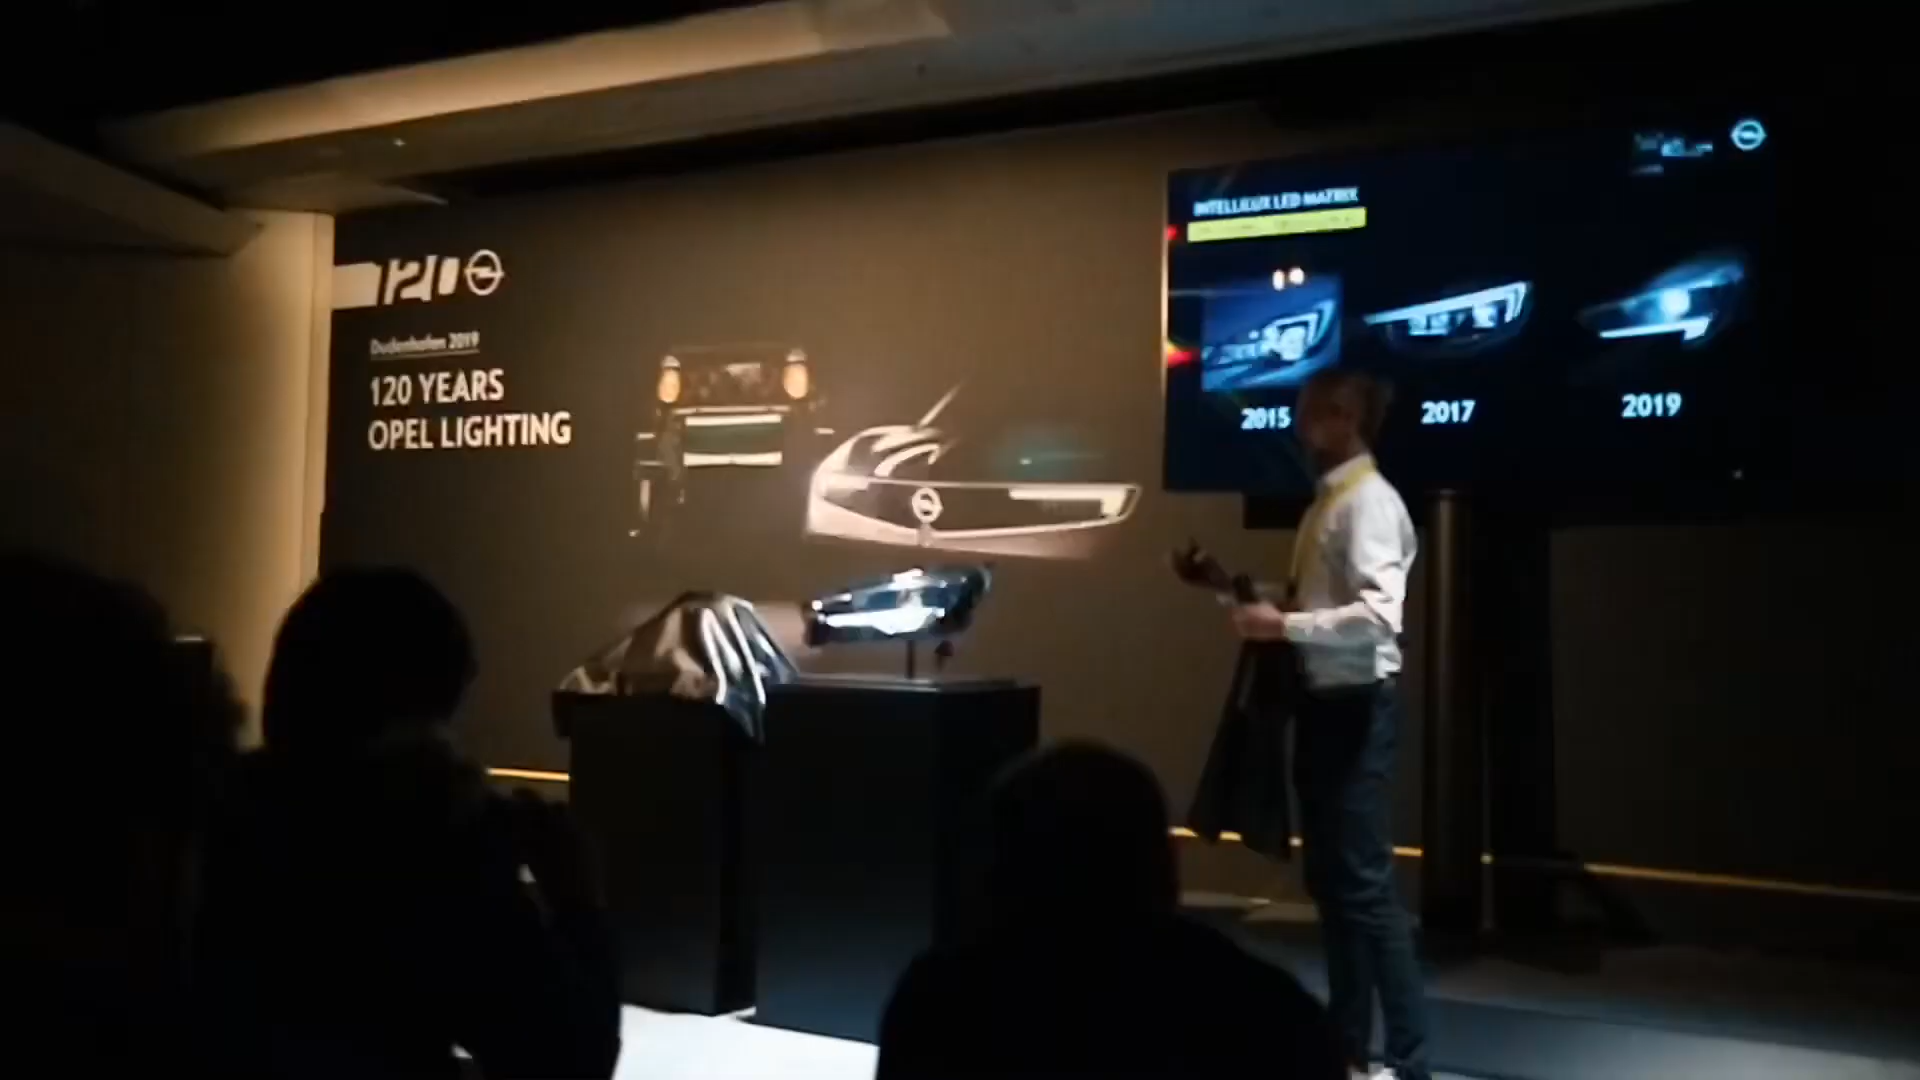 120
Dudenhofen 2019
120 YEARS
OPEL LIGHTING
INTELLILUX LED MATRIX
2015
2017
2019